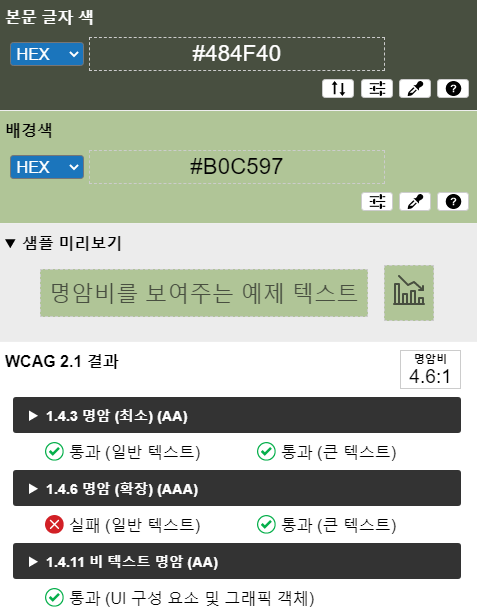 본문 글자 색
HEX
#484F40
배경색
HEX
#B0C597
▼ 샘플 미리보기
명암비를 보여주는 예제 텍스트
WCAG 2.1 결과
명암비
4.6:1
▶ 1.4.3 명암 (최소) (AA)
통과 (일반 텍스트) 통과 (큰 텍스트)
▶ 1.4.6 명암 (확장) (AAA)
실패 (일반 텍스트) 통과 (큰 텍스트)
▶ 1.4.11 비 텍스트 명암 (AA)
통과 (UI 구성 요소 및 그래픽 객체)